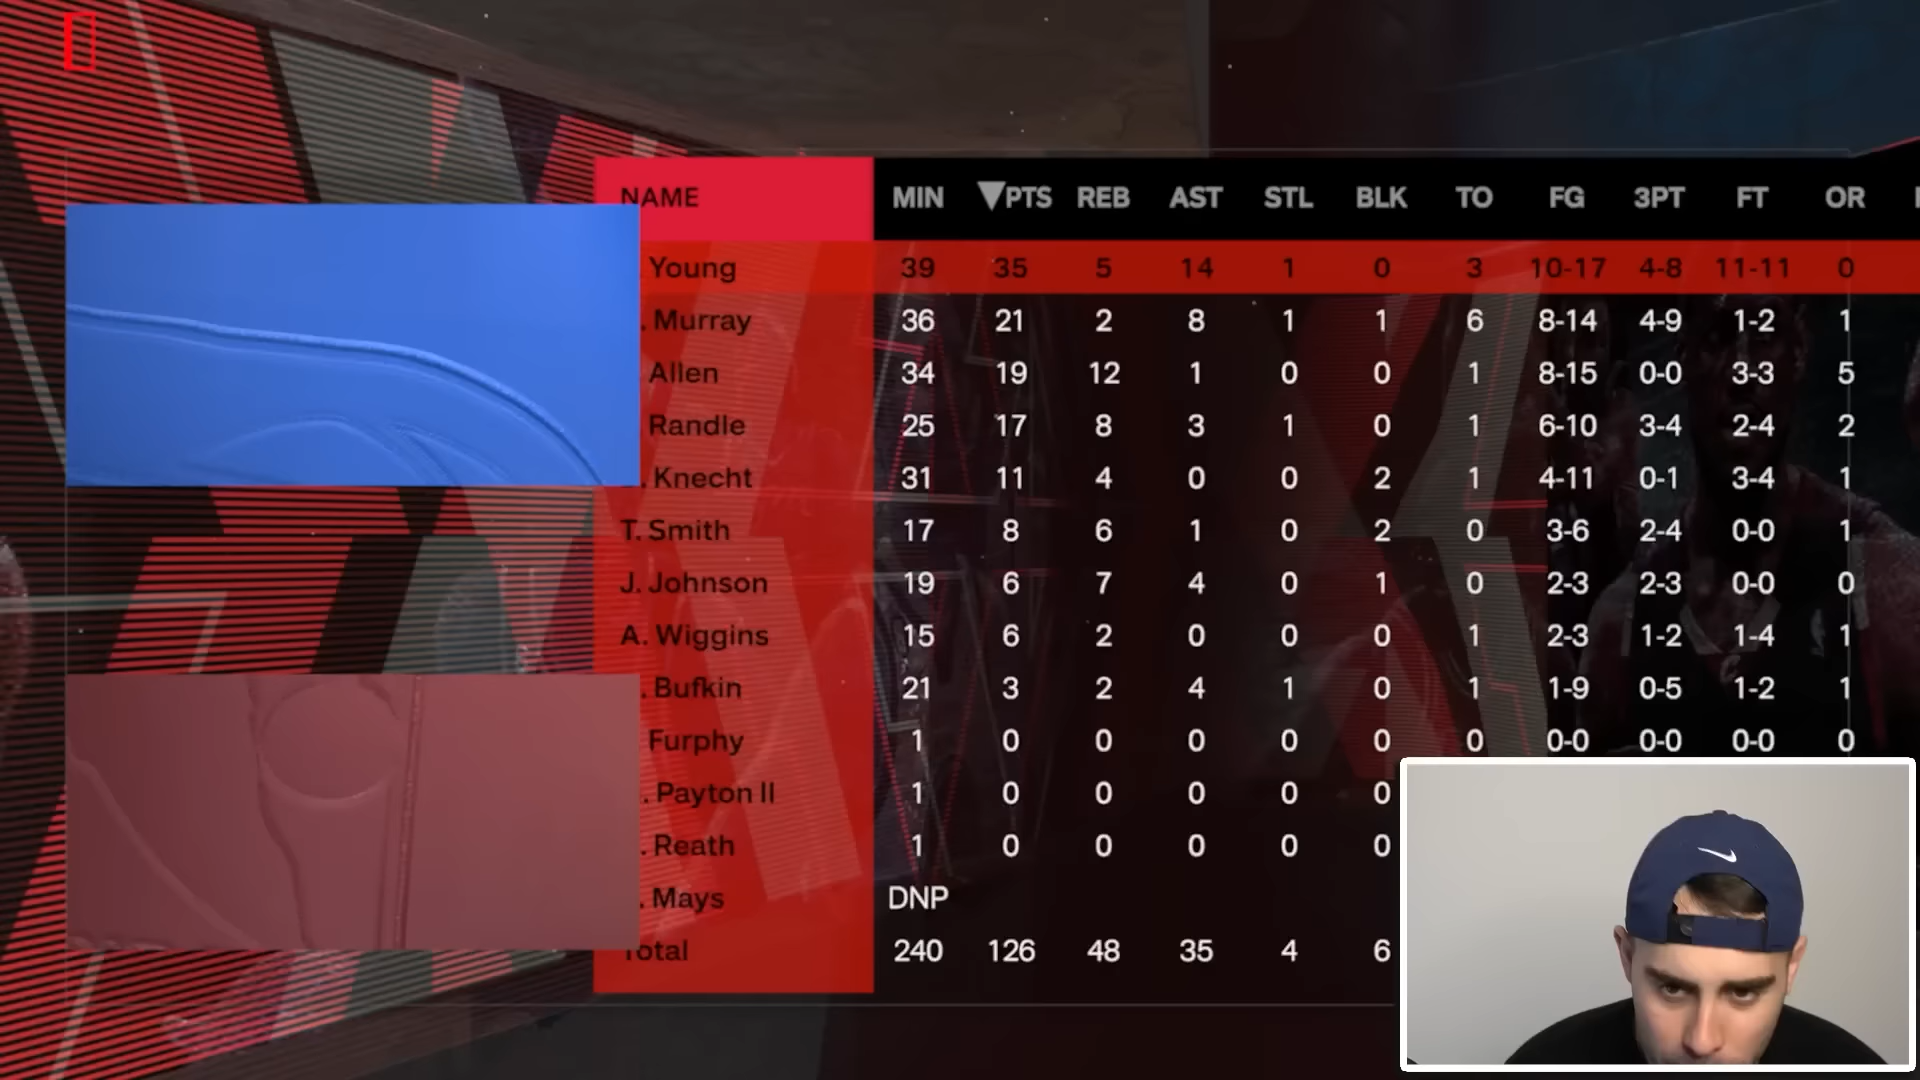 NAME MIN ▼PTS REB AST STL BLK TO FG 3PT FT OR
Young 39 35 5 14 1 0 3 10-17 4-8 11-11 0
. Murray 36 21 2 8 1 1 6 8-14 4-9 1-2 1
Allen 34 19 12 1 0 0 1 8-15 0-0 3-3 5
Randle 25 17 8 3 1 0 1 6-10 3-4 2-4 2
. Knecht 31 11 4 0 0 2 1 4-11 0-1 3-4 1
T. Smith 17 8 6 1 0 2 0 3-6 2-4 0-0 1
J. Johnson 19 6 7 4 0 1 0 2-3 2-3 0-0 0
A. Wiggins 15 6 2 0 0 0 1 2-3 1-2 1-4 1
. Bufkin 21 3 2 4 1 0 1 1-9 0-5 1-2 1
Furphy 1 0 0 0 0 0 0 0-0 0-0 0-0 0
. Payton II 1 0 0 0 0 0
. Reath 1 0 0 0 0 0
. Mays DNP
Total 240 126 48 35 4 6